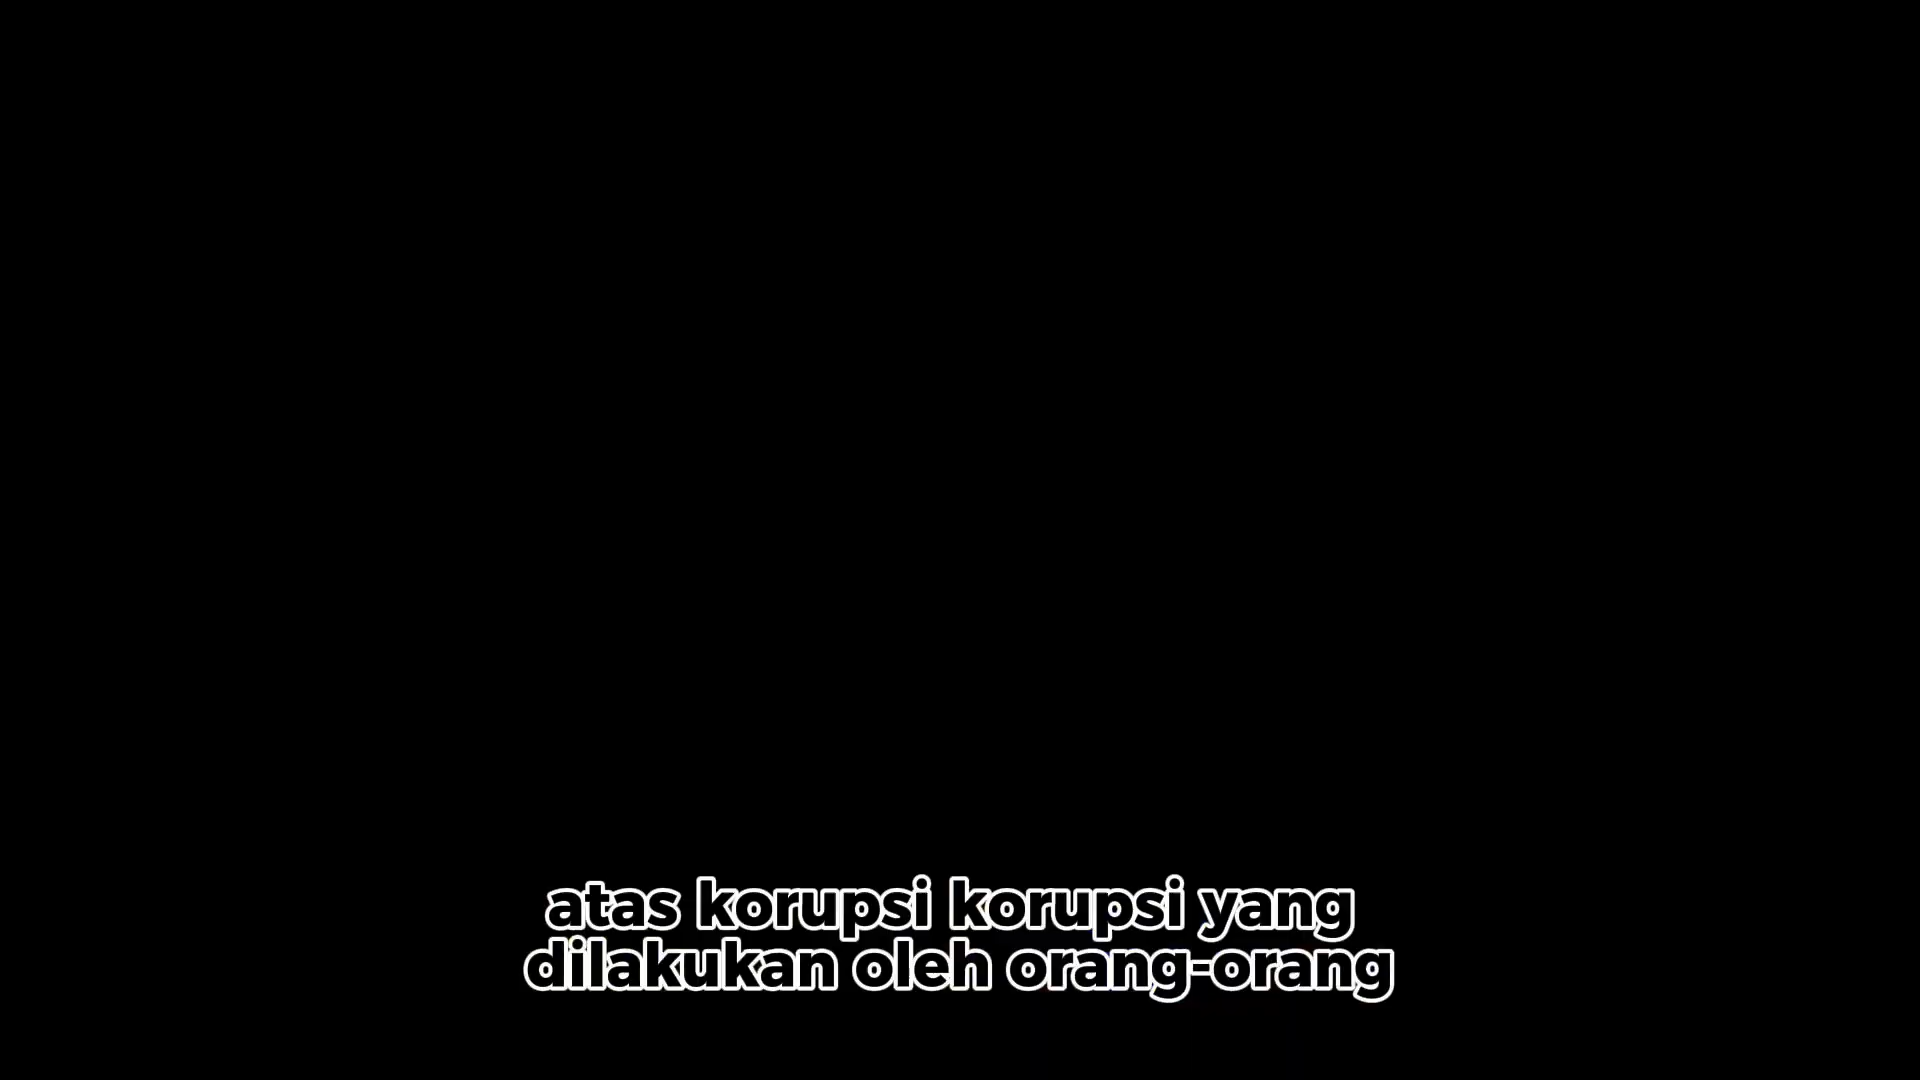 atas korupsi korupsi yang
dilakukan oleh orang-orang